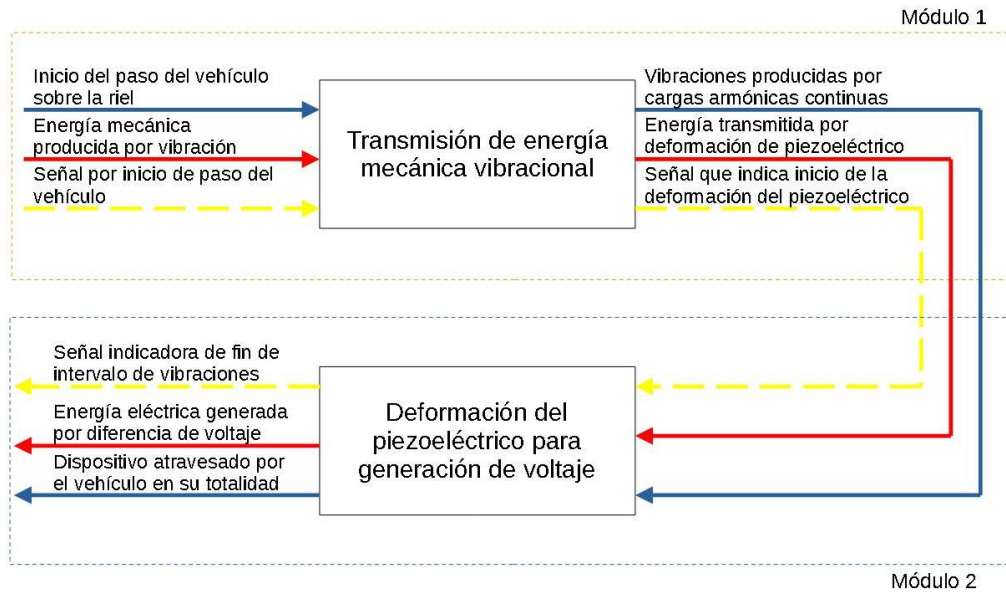 Módulo 1
Inicio del paso del vehículo
sobre la riel
Energía mecánica
producida por vibración
Señal por inicio de paso del
vehículo
Transmisión de energía
mecánica vibracional
Vibraciones producidas por
cargas armónicas continuas
Energía transmitida por
deformación de piezoeléctrico
Señal que indica inicio de la
deformación del piezoeléctrico
Señal indicadora de fin de
intervalo de vibraciones
Energía eléctrica generada
por diferencia de voltaje
Dispositivo atravesado por
el vehículo en su totalidad
Deformación del
piezoeléctrico para
generación de voltaje
Módulo 2